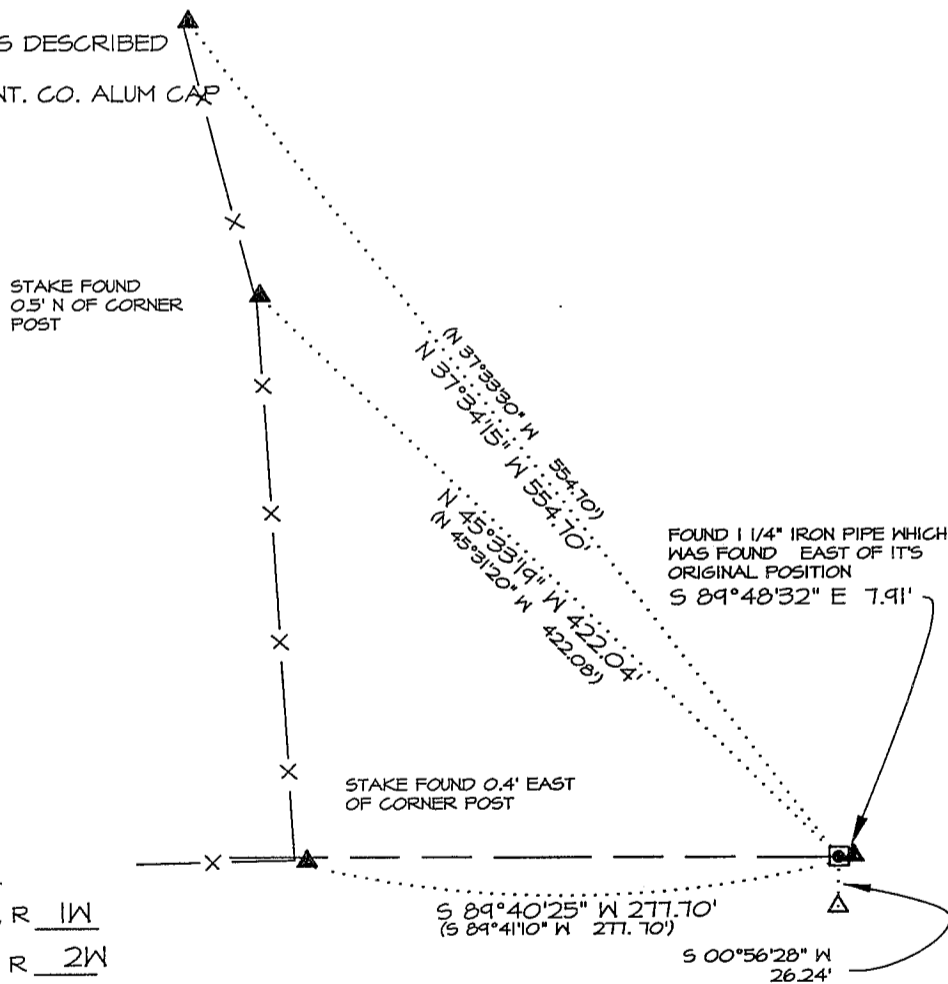 S DESCRIBED
NT. CO. ALUM CAP
STAKE FOUND
0.5' N OF CORNER
POST
(N 37°33'30" W 554.70')
N 37°34'15" W 554.70'
N 45°33'19" W 422.04'
(N 45°31'20" W 422.08')
FOUND 1 1/4" IRON PIPE WHICH
WAS FOUND EAST OF IT'S
ORIGINAL POSITION
S 89°48'32" E 7.91'
STAKE FOUND 0.4' EAST
OF CORNER POST
S 89°40'25" W 277.70'
(S 89°41'10" W 277.70')
R 1W
R 2W
S 00°56'28" W
26.24'